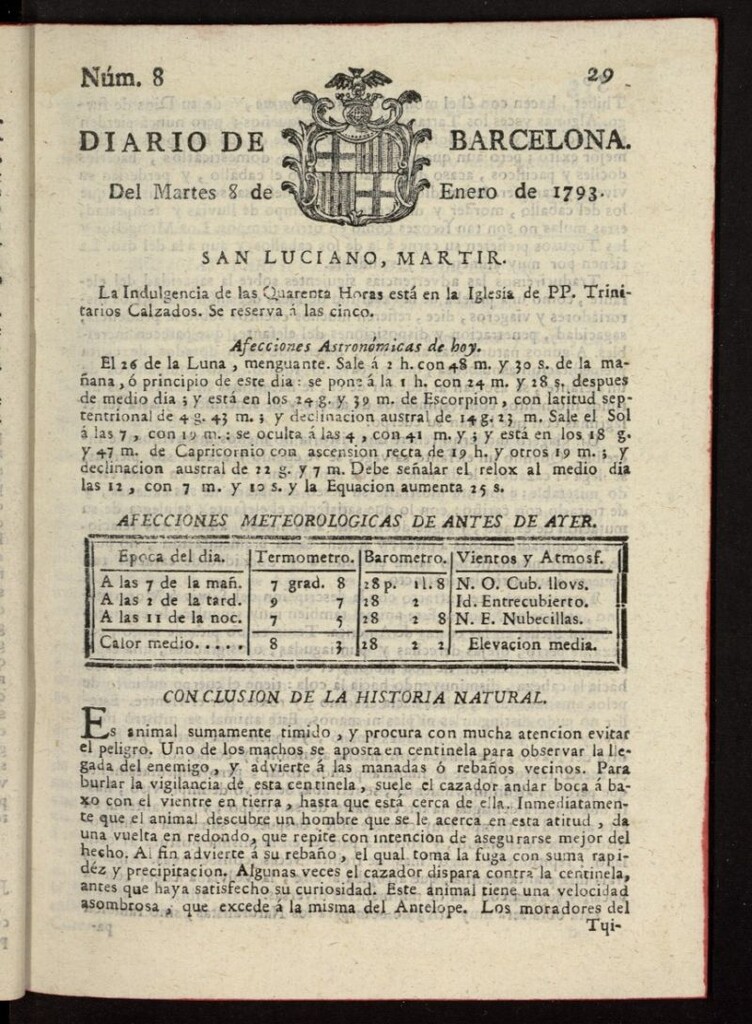 Núm. 8 29
DIARIO DE BARCELONA.
Del Martes 8 de Enero de 1793.
SAN LUCIANO, MARTIR.
La Indulgencia de las Quarenta Horas está en la Iglesia de PP. Trini-
tarios Calzados. Se reserva á las cinco.
Afecciones Astronómicas de hoy.
El 26 de la Luna, menguante. Sale á 2 h. con 48 m. y 30 s. de la ma-
ñana, ó principio de este dia: se pone á la 1 h. con 24 m. y 28 s. despues
de medio dia; y está en los 24 g. y 39 m. de Escorpion, con latitud sep-
tentrional de 4 g. 43 m.; y declinacion austral de 14 g. 23 m. Sale el Sol
á las 7, con 19 m.: se oculta á las 4, con 41 m. y; y está en los 18 g.
y 47 m. de Capricornio con ascension recta de 19 h. y otros 19 m.; y
declinacion austral de 22 g. y 7 m. Debe señalar el relox al medio dia
las 12, con 7 m. y 10 s. y la Equacion aumenta 25 s.
AFECCIONES METEOROLOGICAS DE ANTES DE AYER.
Epoca del dia. Termometro. Barometro. Vientos y Atmosf.
A las 7 de la mañ. 7 grad. 8 28 p. 1l. 8 N. O. Cub. llovs.
A las 2 de la tard. 9 7 28 2 Id. Entrecubierto.
A las 11 de la noc. 7 5 28 2 8 N. E. Nubecillas.
Calor medio..... 8 3 28 2 2 Elevacion media.
CONCLUSION DE LA HISTORIA NATURAL.
Es animal sumamente timido, y procura con mucha atencion evitar
el peligro. Uno de los machos se aposta en centinela para observar la lle-
gada del enemigo, y advierte á las manadas ó rebaños vecinos. Para
burlar la vigilancia de esta centinela, suele el cazador andar boca á ba-
xo con el vientre en tierra, hasta que está cerca de ella. Inmediatamen-
te que el animal descubre un hombre que se le acerca en esta atitud, da
una vuelta en redondo, que repite con intencion de asegurarse mejor del
hecho. Al fin advierte á su rebaño, el qual toma la fuga con suma rapi-
déz y precipitacion. Algunas veces el cazador dispara contra la centinela,
antes que haya satisfecho su curiosidad. Este animal tiene una velocidad
asombrosa, que excede á la misma del Antelope. Los moradores del
Tyi-